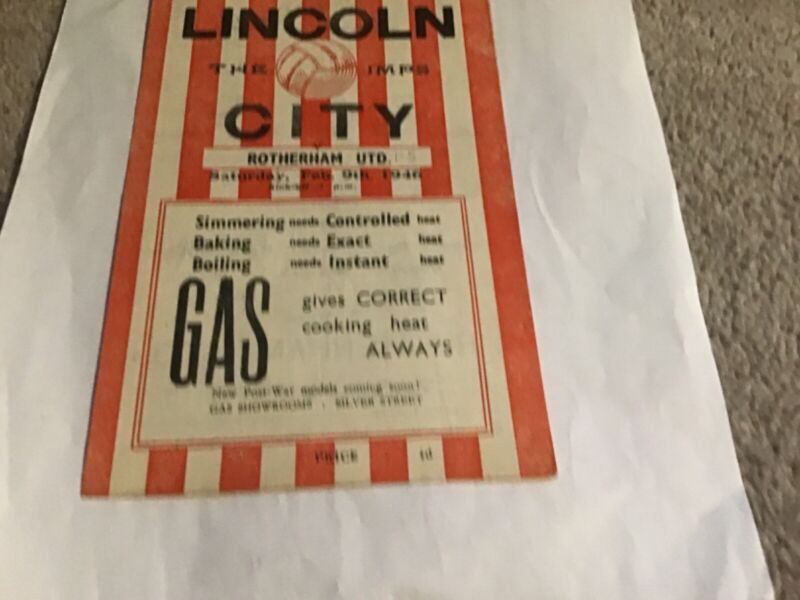 LINCOLN
THE IMPS
CITY
ROTHERHAM UTD.
Saturday, Feb. 9th, 1946
Simmering needs Controlled heat
Baking needs Exact heat
Boiling needs Instant heat
GAS
gives CORRECT
cooking heat
ALWAYS
New Post-War models coming soon!
GAS SHOWROOMS . SILVER STREET
PRICE 1d